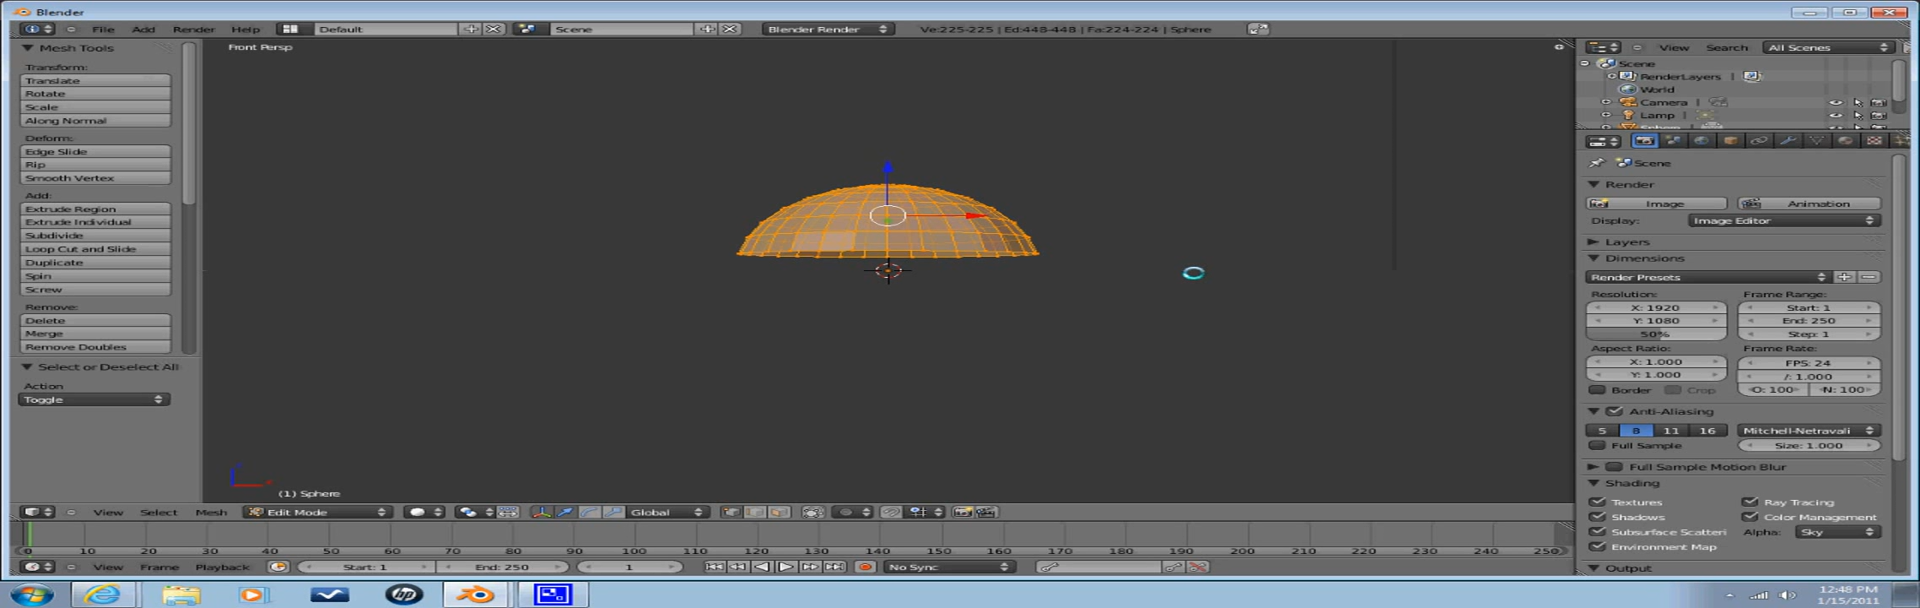 Blender
File Add Render Help Default Scene Blender Render Ve:225-225 | Ed:448-448 | Fa:224-224 | Sphere
Mesh Tools
Transform:
Translate
Rotate
Scale
Along Normal
Deform:
Edge Slide
Rip
Smooth Vertex
Add:
Extrude Region
Extrude Individual
Subdivide
Loop Cut and Slide
Duplicate
Spin
Screw
Remove:
Delete
Merge
Remove Doubles
Select or Deselect All
Action
Toggle
Front Persp
(1) Sphere
View Select Mesh Edit Mode Global
0 10 20 30 40 50 60 70 80 90 100 110 120 130 140 150 160 170 180 190 200 210 220 230 240 250
View Frame Playback Start: 1 End: 250 1 No Sync
View Search All Scenes
Scene
RenderLayers
World
Camera
Lamp
Scene
Render
Image Animation
Display: Image Editor
Layers
Dimensions
Render Presets
Resolution: Frame Range:
X: 1920 Start: 1
Y: 1080 End: 250
50% Step: 1
Aspect Ratio: Frame Rate:
X: 1.000 FPS: 24
Y: 1.000 /: 1.000
Border Crop O: 100 N: 100
Anti-Aliasing
5 8 11 16 Mitchell-Netravali
Full Sample Size: 1.000
Full Sample Motion Blur
Shading
Textures Ray Tracing
Shadows Color Management
Subsurface Scatteri Alpha: Sky
Environment Map
Output
hp
12:48 PM
1/15/2011